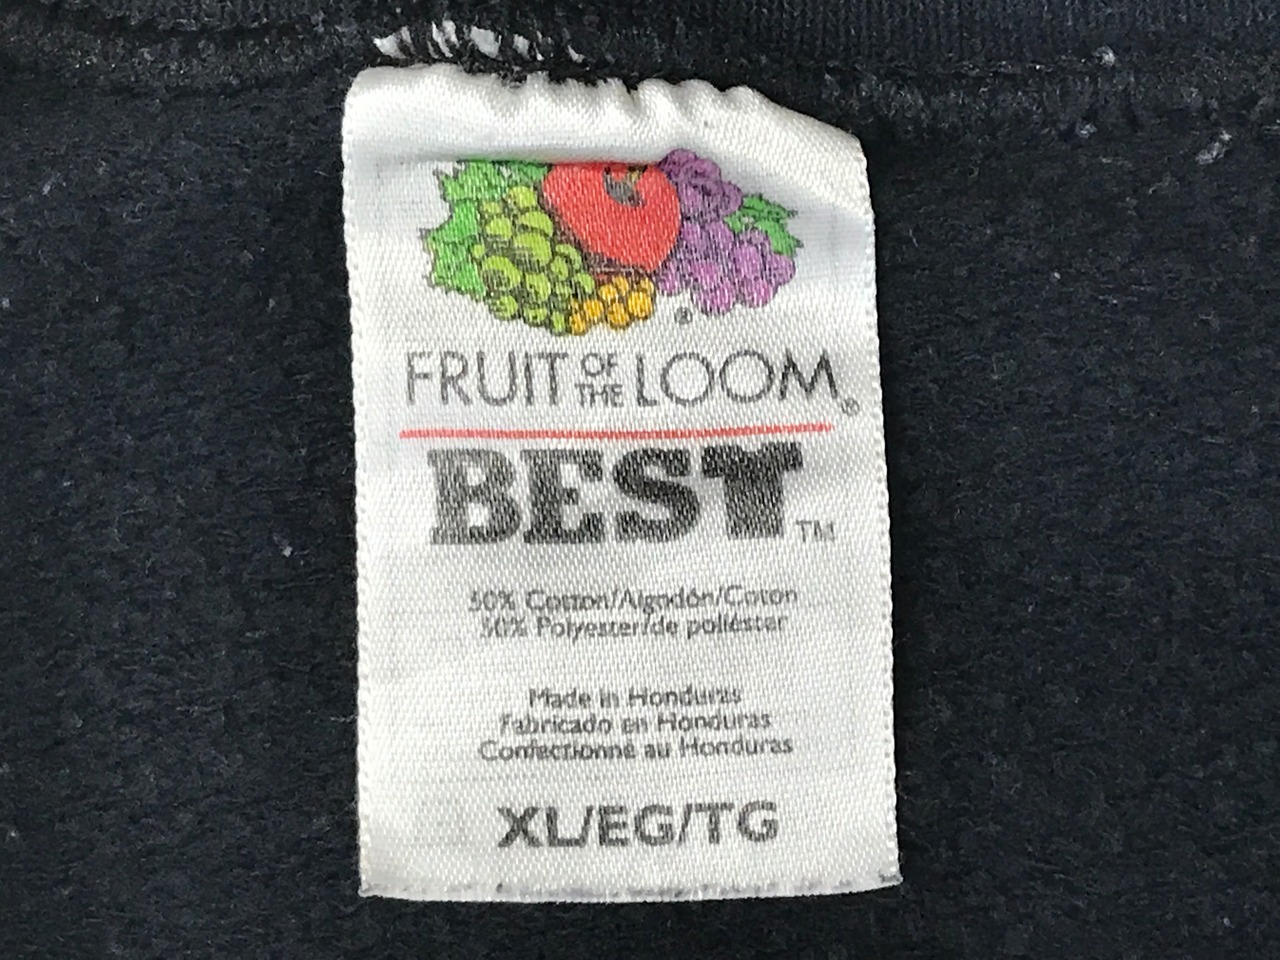 ®
FRUIT OF THE LOOM®
BEST™
50% Cotton/Algodón/Coton
50% Polyester/de poliéster
Made in Honduras
Fabricado en Honduras
Confectionné au Honduras
XL/EG/TG